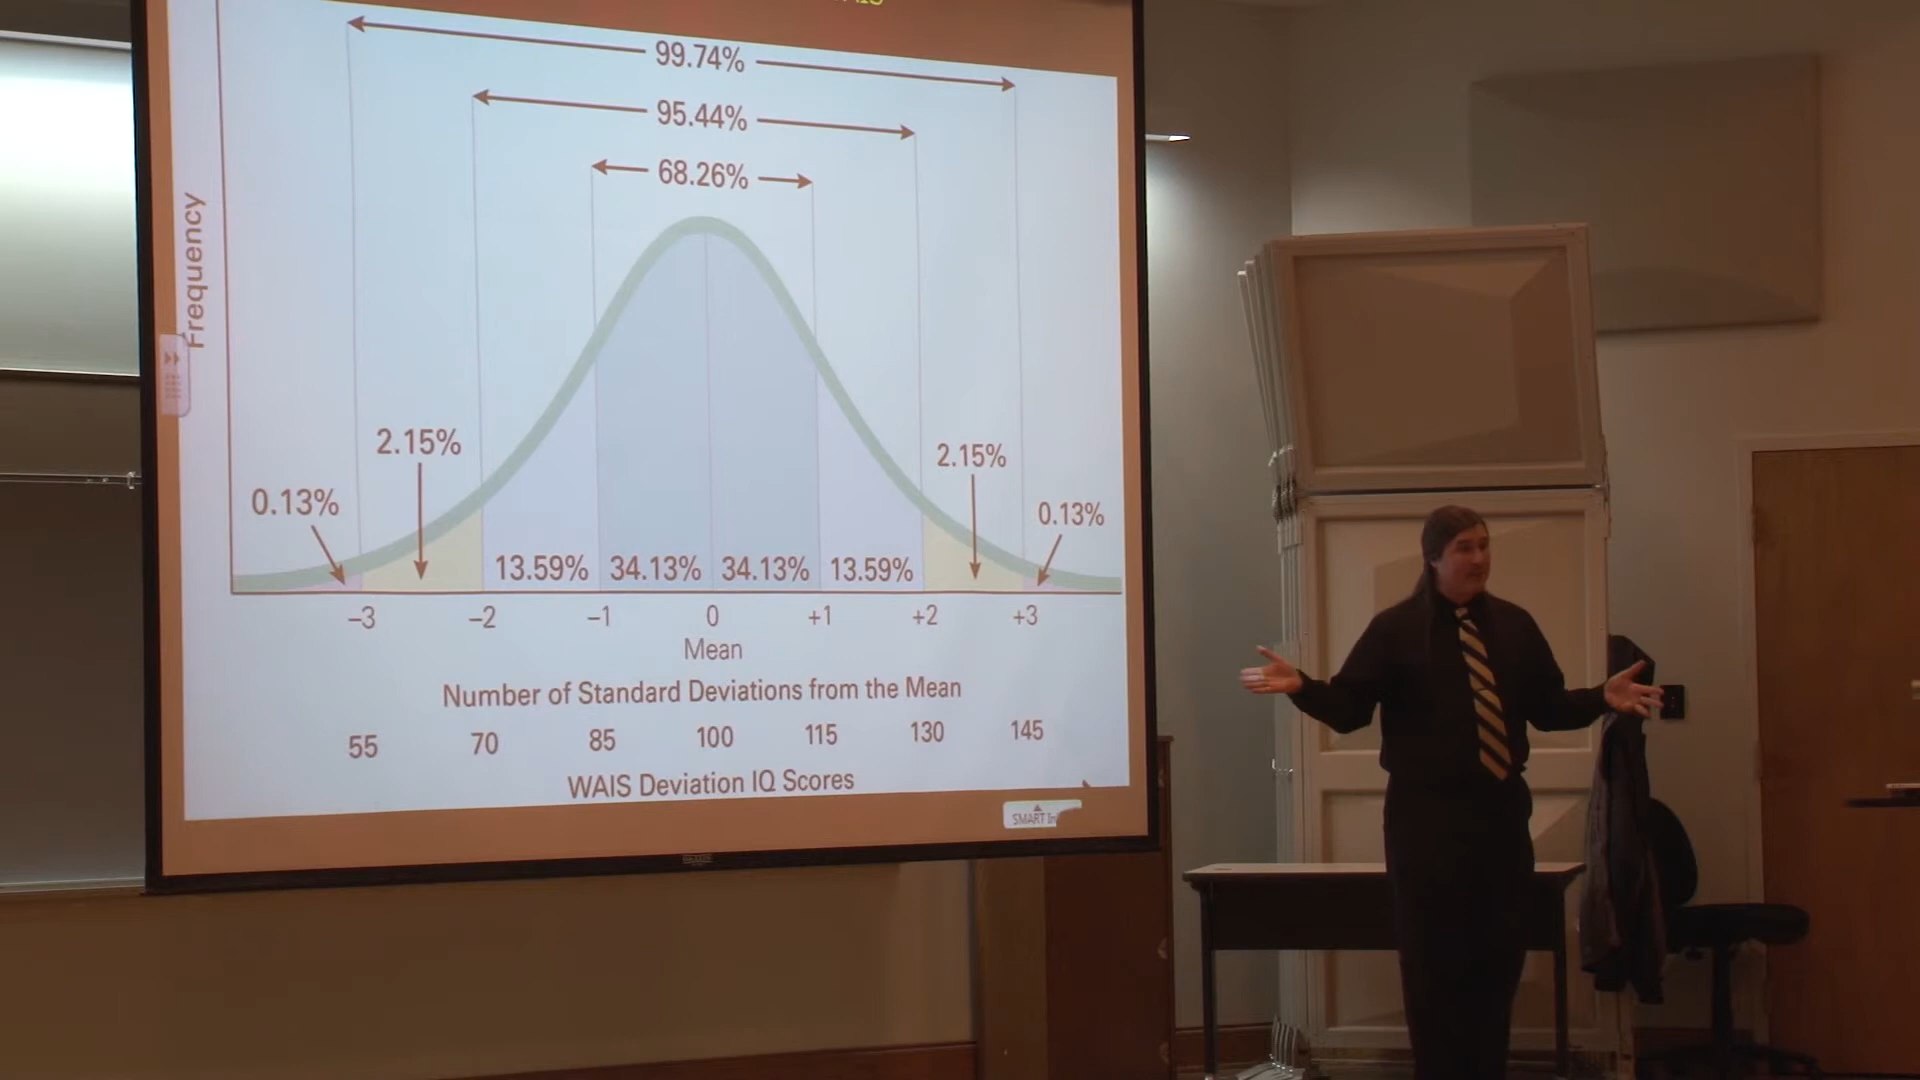 99.74%
95.44%
68.26%
Frequency
2.15%
2.15%
0.13%
0.13%
13.59% 34.13% 34.13% 13.59%
–3 –2 –1 0 +1 +2 +3
Mean
Number of Standard Deviations from the Mean
55 70 85 100 115 130 145
WAIS Deviation IQ Scores
SMART